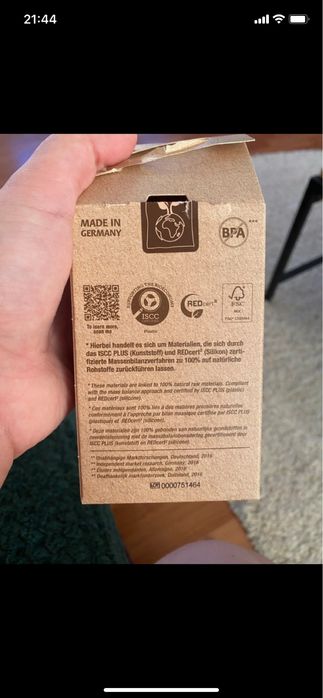 21:44
MADE IN
GERMANY
BPA ***
SUPPORTING THE BIOECONOMY
ISCC
Plastic
REDcert²
FSC
MIX
To learn more,
scan me
* Hierbei handelt es sich um Materialien, die sich durch
das ISCC PLUS (Kunststoff) und REDcert² (Silikon) zerti-
fizierte Massenbilanzverfahren zu 100% auf natürliche
Rohstoffe zurückführen lassen.
* These materials are linked to 100% natural raw materials. Compliant
with the mass balance approach and certified by ISCC PLUS (plastic)
and REDcert² (silicone).
* Ces matériaux sont 100% liés à des matières premières naturelles
conformément à l'approche par bilan massique certifiée par ISCC PLUS
(plastique) et REDcert² (silicone).
* Deze materialen zijn 100% gebonden aan natuurlijke grondstoffen in
overeenstemming met de massabalansbenadering gecertificeerd door
ISCC PLUS (kunststof) en REDcert² (silicone).
** Unabhängige Marktforschungen, Deutschland, 2019
** Independent market research, Germany, 2019
** Études indépendantes, Allemagne, 2019
** Onafhankelijk marktonderzoek, Duitsland, 2019
0000751464